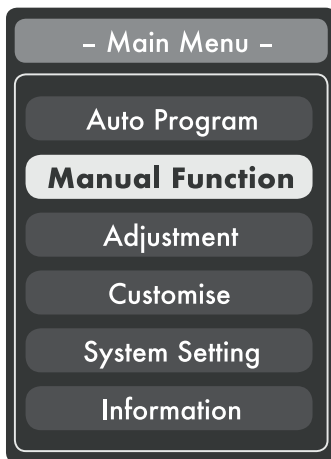 – Main Menu –
Auto Program
Manual Function
Adjustment
Customise
System Setting
Information